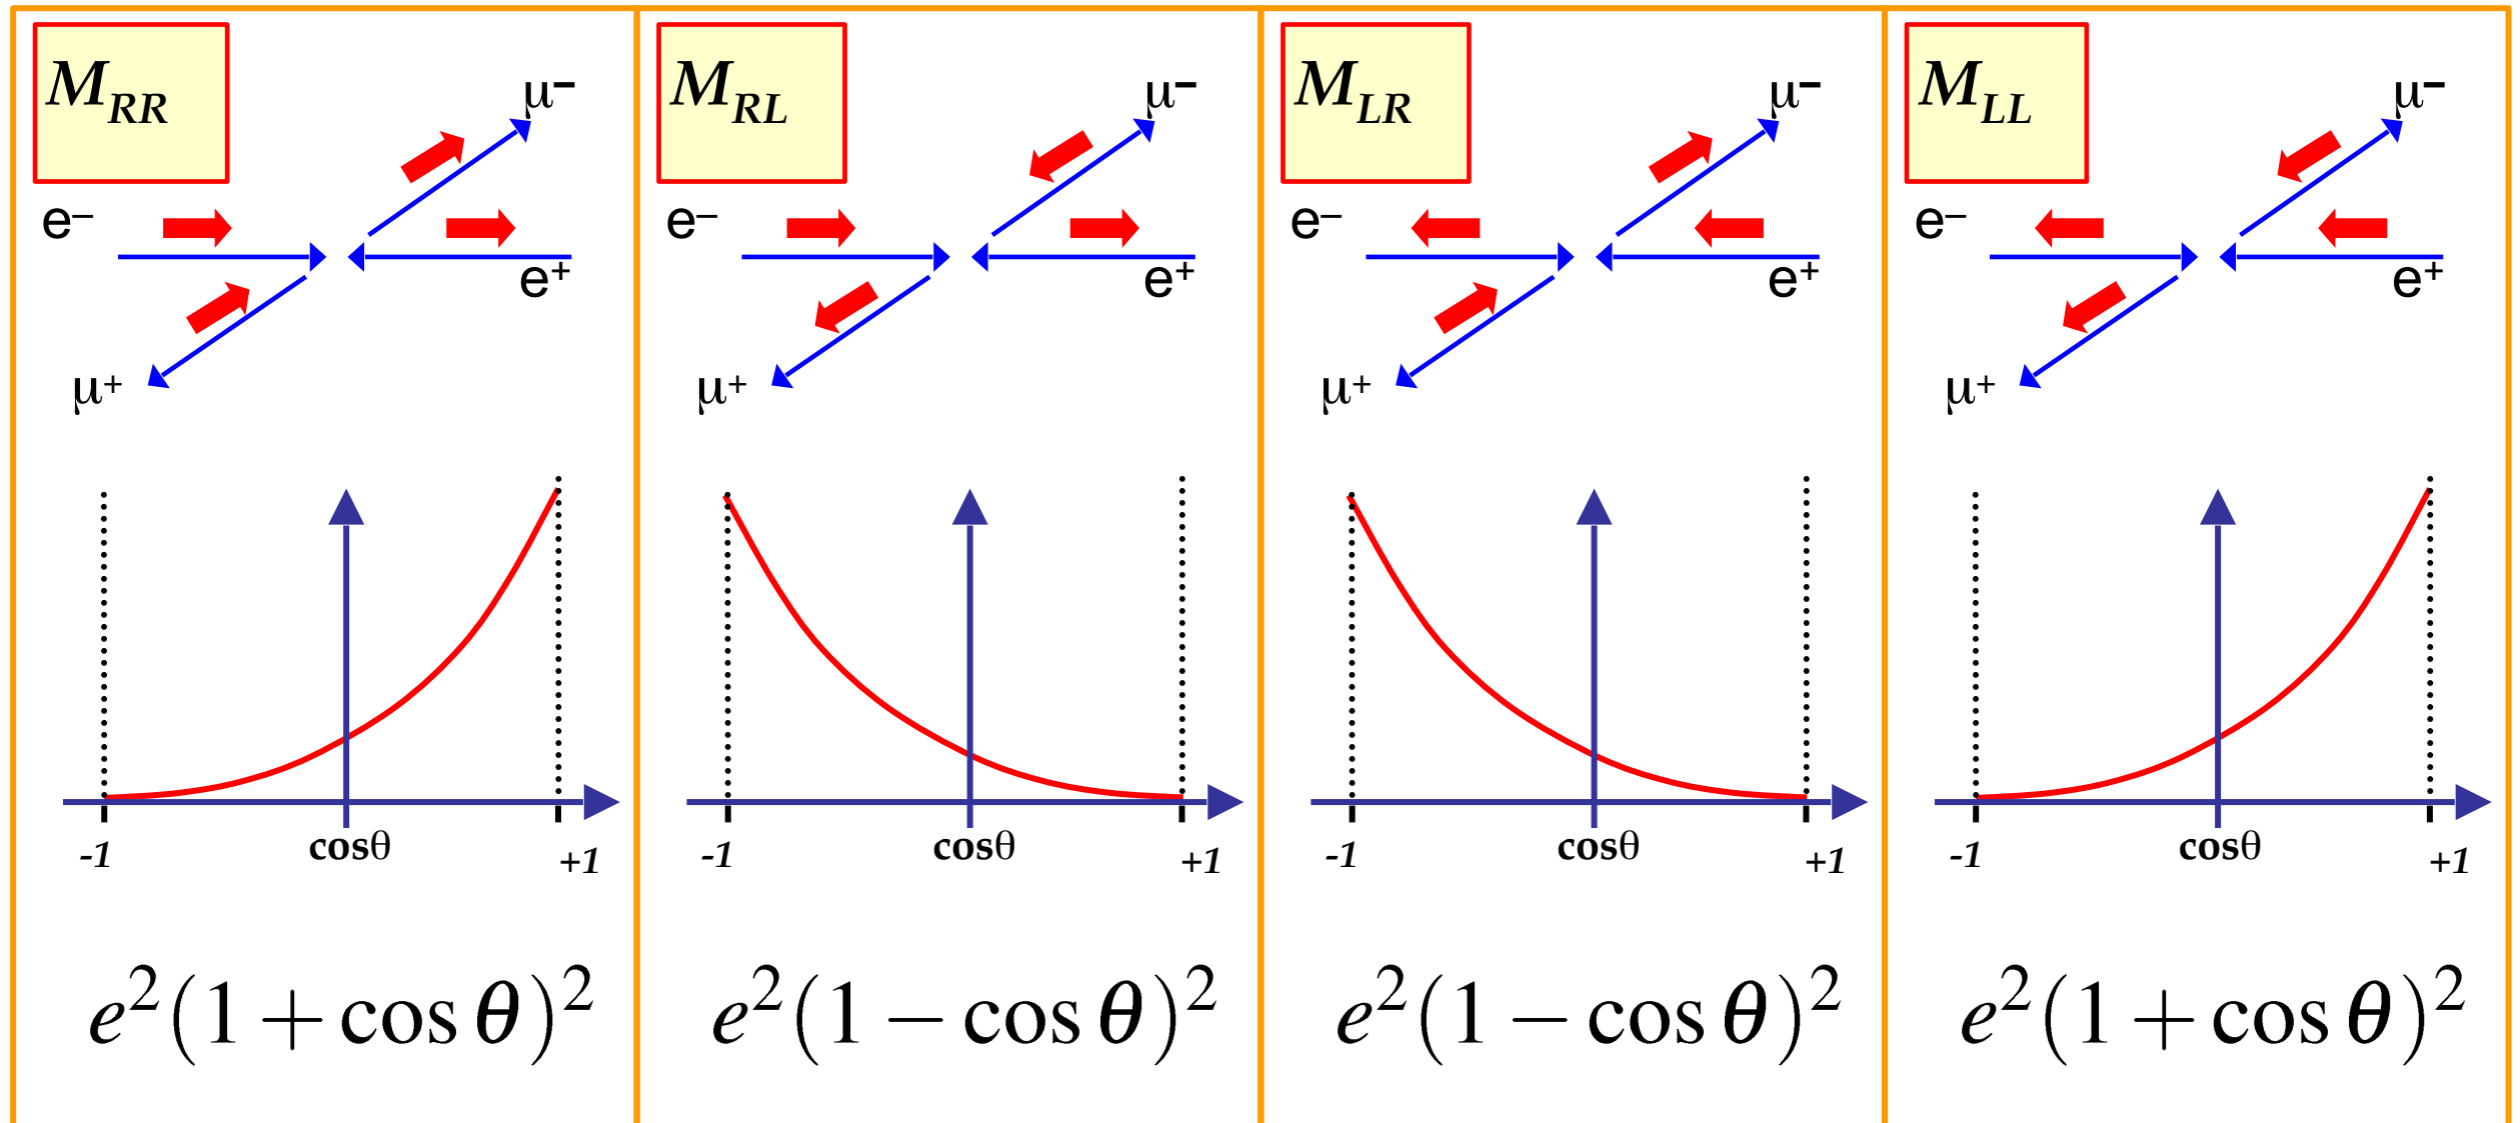 M_RR
μ−
e−
e+
μ+
-1
cosθ
+1
e²(1 + cos θ)²
M_RL
μ−
e−
e+
μ+
-1
cosθ
+1
e²(1 − cos θ)²
M_LR
μ−
e−
e+
μ+
-1
cosθ
+1
e²(1 − cos θ)²
M_LL
μ−
e−
e+
μ+
-1
cosθ
+1
e²(1 + cos θ)²